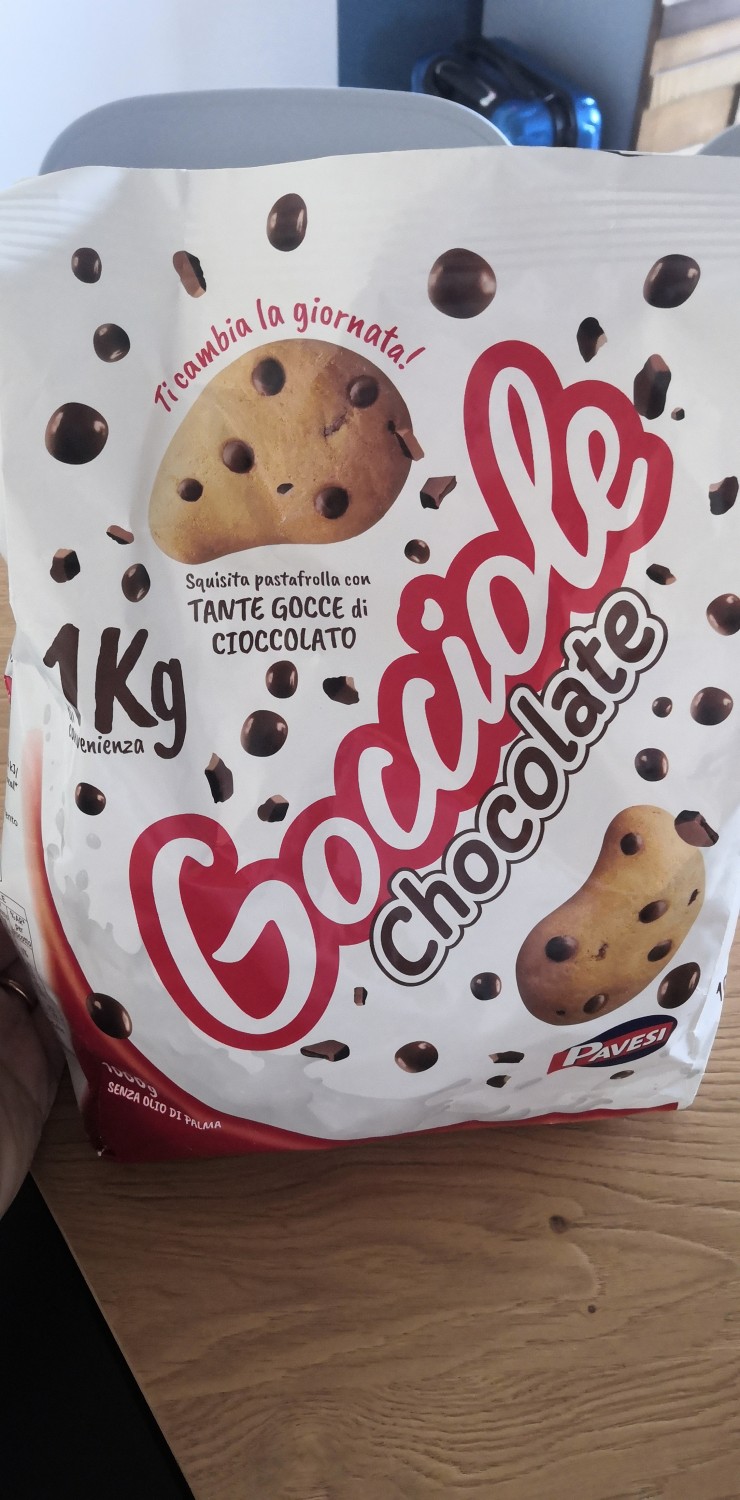 Ti cambia la giornata!
Squisita pastafrolla con
TANTE GOCCE di
CIOCCOLATO
1Kg
Gocciole
chocolate
PAVESI
1000g
SENZA OLIO DI PALMA